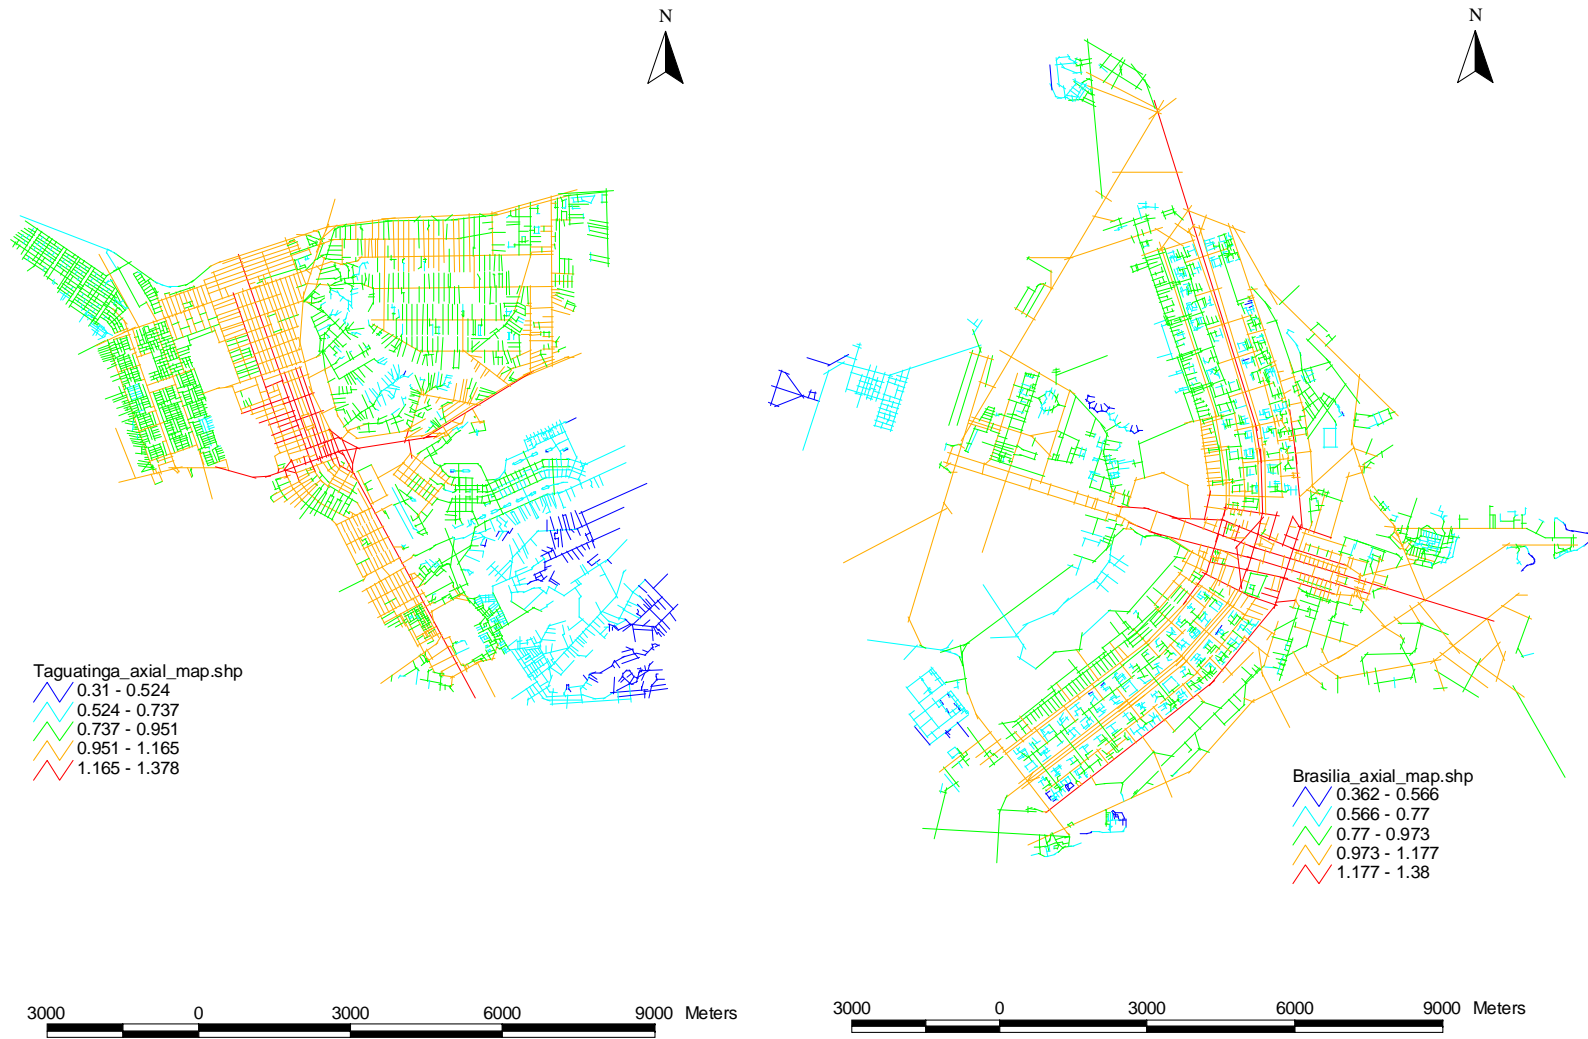 N
N
Taguatinga_axial_map.shp
0.31 - 0.524
0.524 - 0.737
0.737 - 0.951
0.951 - 1.165
1.165 - 1.378
Brasilia_axial_map.shp
0.362 - 0.566
0.566 - 0.77
0.77 - 0.973
0.973 - 1.177
1.177 - 1.38
3000 0 3000 6000 9000 Meters
3000 0 3000 6000 9000 Meters